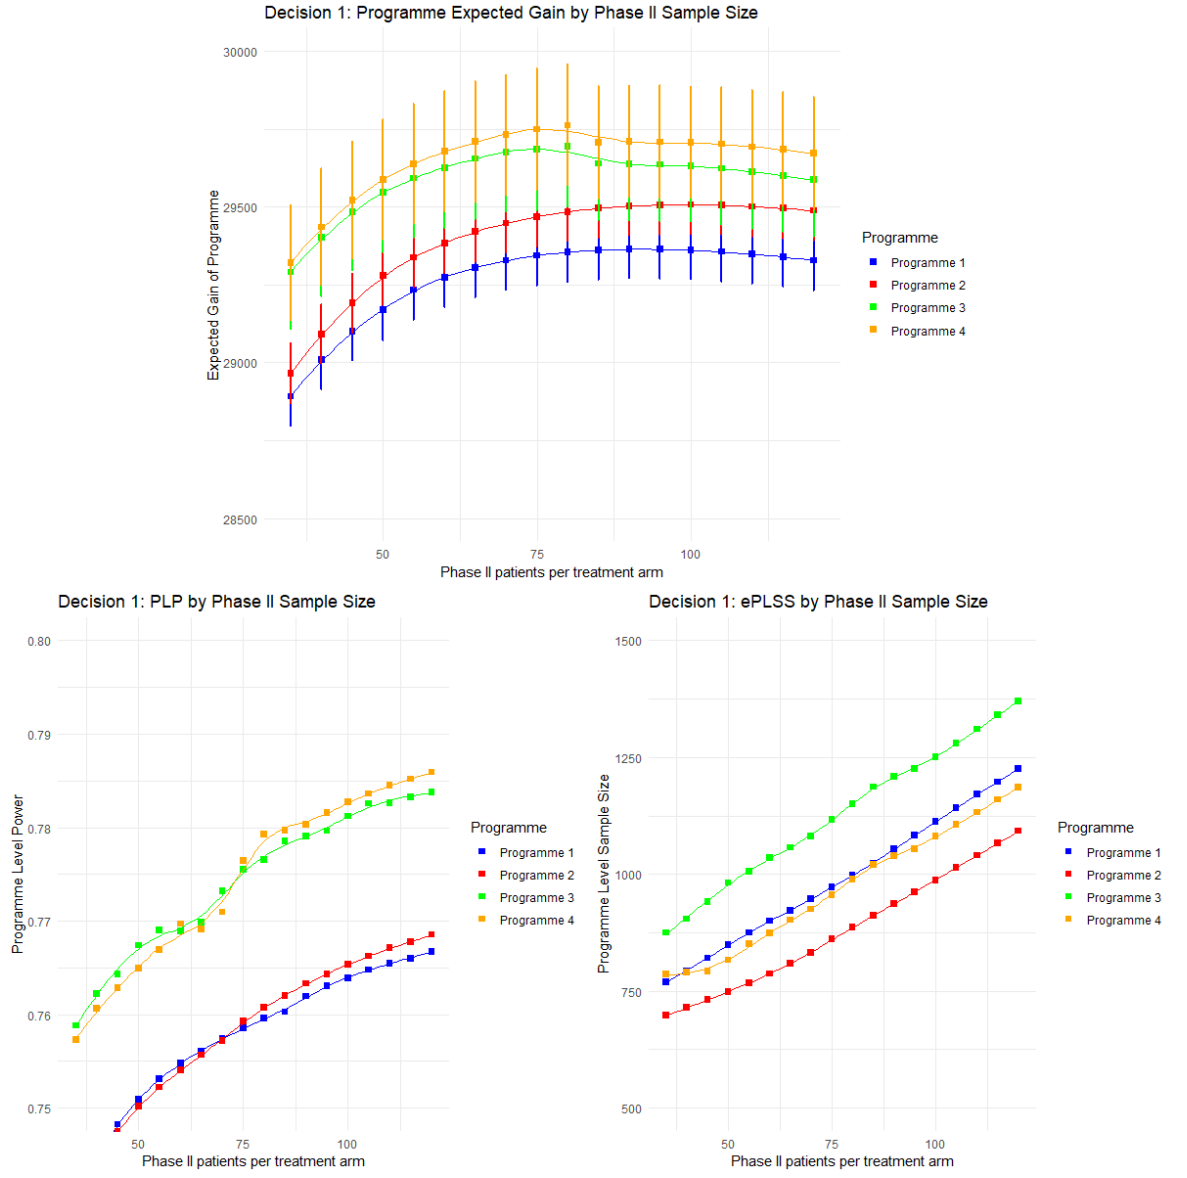 Decision 1: Programme Expected Gain by Phase II Sample Size
30000
29500
29000
28500
Expected Gain of Programme
50
75
100
Phase II patients per treatment arm
Programme
Programme 1
Programme 2
Programme 3
Programme 4
Decision 1: PLP by Phase II Sample Size
0.80
0.79
0.78
0.77
0.76
0.75
Programme Level Power
50
75
100
Phase II patients per treatment arm
Programme
Programme 1
Programme 2
Programme 3
Programme 4
Decision 1: ePLSS by Phase II Sample Size
1500
1250
1000
750
500
Programme Level Sample Size
50
75
100
Phase II patients per treatment arm
Programme
Programme 1
Programme 2
Programme 3
Programme 4